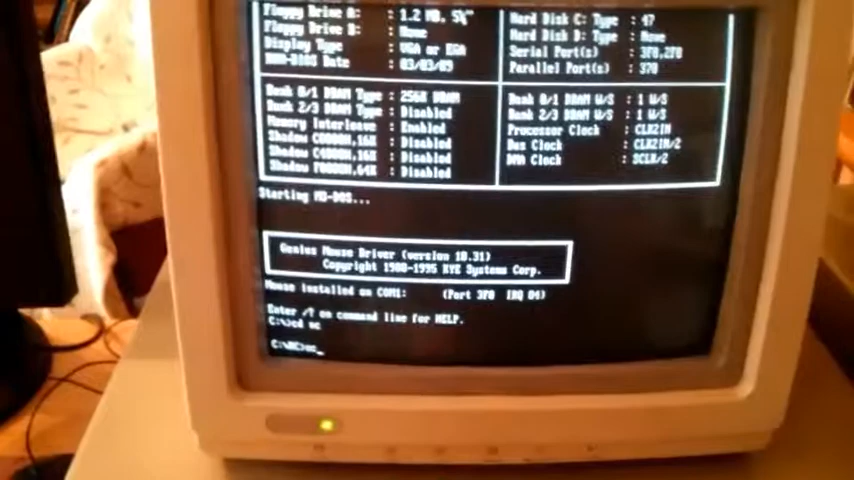 Floppy Drive A: : 1.2 MB, 5¼"
Floppy Drive B: : None
Display Type : VGA or EGA
ROM-BIOS Date : 03/03/89
Hard Disk C: Type : 47
Hard Disk D: Type : None
Serial Port(s) : 3F8,2F8
Parallel Port(s) : 378
Bank 0/1 DRAM Type : 256K DRAM
Bank 2/3 DRAM Type : Disabled
Memory Interleave : Enabled
Shadow C0000,16K : Disabled
Shadow C4000,16K : Disabled
Shadow F0000,64K : Disabled
Bank 0/1 DRAM W/S : 1 W/S
Bank 2/3 DRAM W/S : 1 W/S
Processor Clock : CLK2IN
Bus Clock : CLK2IN/2
DMA Clock : SCLK/2
Starting MS-DOS...
Genius Mouse Driver (version 10.31)
Copyright 1988-1995 KYE Systems Corp.
Mouse installed on COM1: (Port 3F8 IRQ 04)
Enter /? on command line for HELP.
C:\>cd nc
C:\NC>nc_